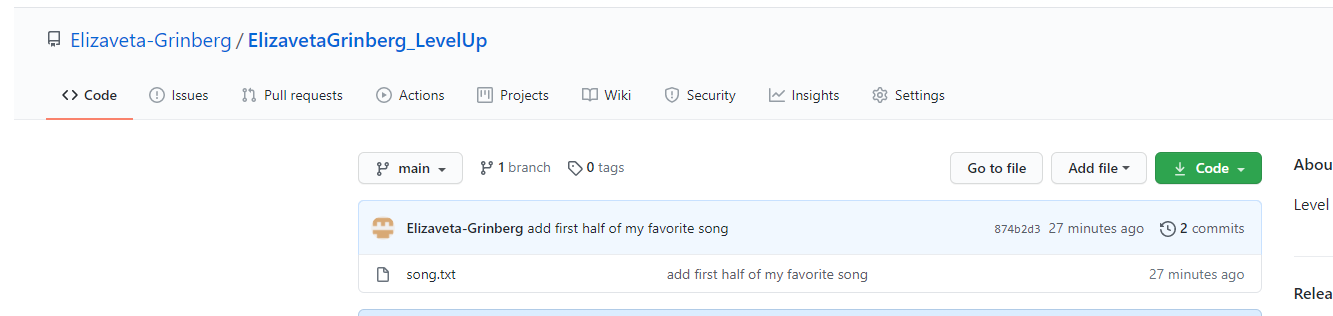 Elizaveta-Grinberg / ElizavetaGrinberg_LevelUp
Code Issues Pull requests Actions Projects Wiki Security Insights Settings
main 1 branch 0 tags Go to file Add file Code
Abou
Elizaveta-Grinberg add first half of my favorite song 874b2d3 27 minutes ago 2 commits
Level
song.txt add first half of my favorite song 27 minutes ago
Relea